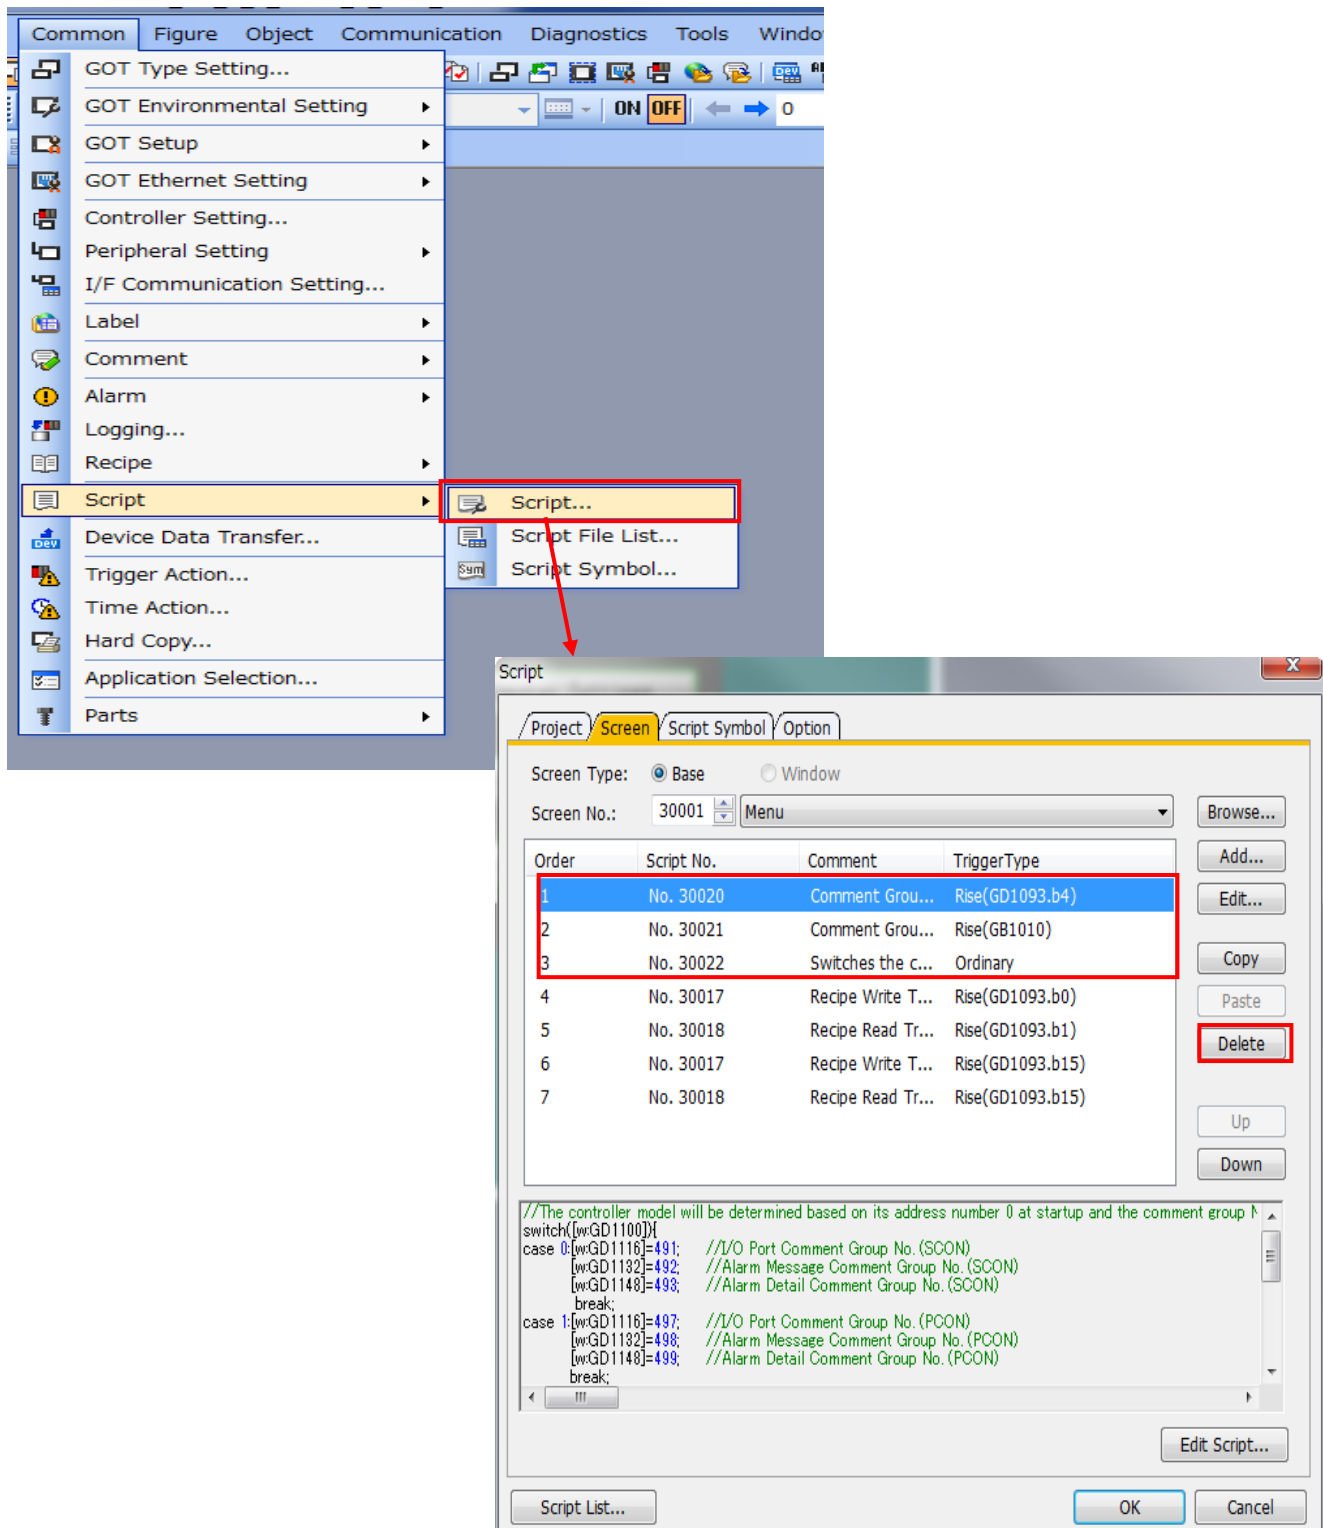 Common Figure Object Communication Diagnostics Tools Windo
GOT Type Setting...
GOT Environmental Setting
ON OFF 0
GOT Setup
GOT Ethernet Setting
Controller Setting...
Peripheral Setting
I/F Communication Setting...
Label
Comment
Alarm
Logging...
Recipe
Script
Script...
Device Data Transfer...
Script File List...
Trigger Action...
Script Symbol...
Time Action...
Hard Copy...
Application Selection...
Parts
Script
Project Screen Script Symbol Option
Screen Type: Base Window
Screen No.: 30001 Menu Browse...
Order Script No. Comment TriggerType Add...
1 No. 30020 Comment Grou... Rise(GD1093.b4) Edit...
2 No. 30021 Comment Grou... Rise(GB1010)
3 No. 30022 Switches the c... Ordinary Copy
4 No. 30017 Recipe Write T... Rise(GD1093.b0) Paste
5 No. 30018 Recipe Read Tr... Rise(GD1093.b1) Delete
6 No. 30017 Recipe Write T... Rise(GD1093.b15)
7 No. 30018 Recipe Read Tr... Rise(GD1093.b15)
Up
Down
//The controller model will be determined based on its address number 0 at startup and the comment group
switch([w:GD1100]){
case 0:[w:GD1116]=491; //I/O Port Comment Group No. (SCON)
[w:GD1132]=492; //Alarm Message Comment Group No. (SCON)
[w:GD1148]=493; //Alarm Detail Comment Group No. (SCON)
break;
case 1:[w:GD1116]=497; //I/O Port Comment Group No. (PCON)
[w:GD1132]=498; //Alarm Message Comment Group No. (PCON)
[w:GD1148]=499; //Alarm Detail Comment Group No. (PCON)
break;
Edit Script...
Script List... OK Cancel